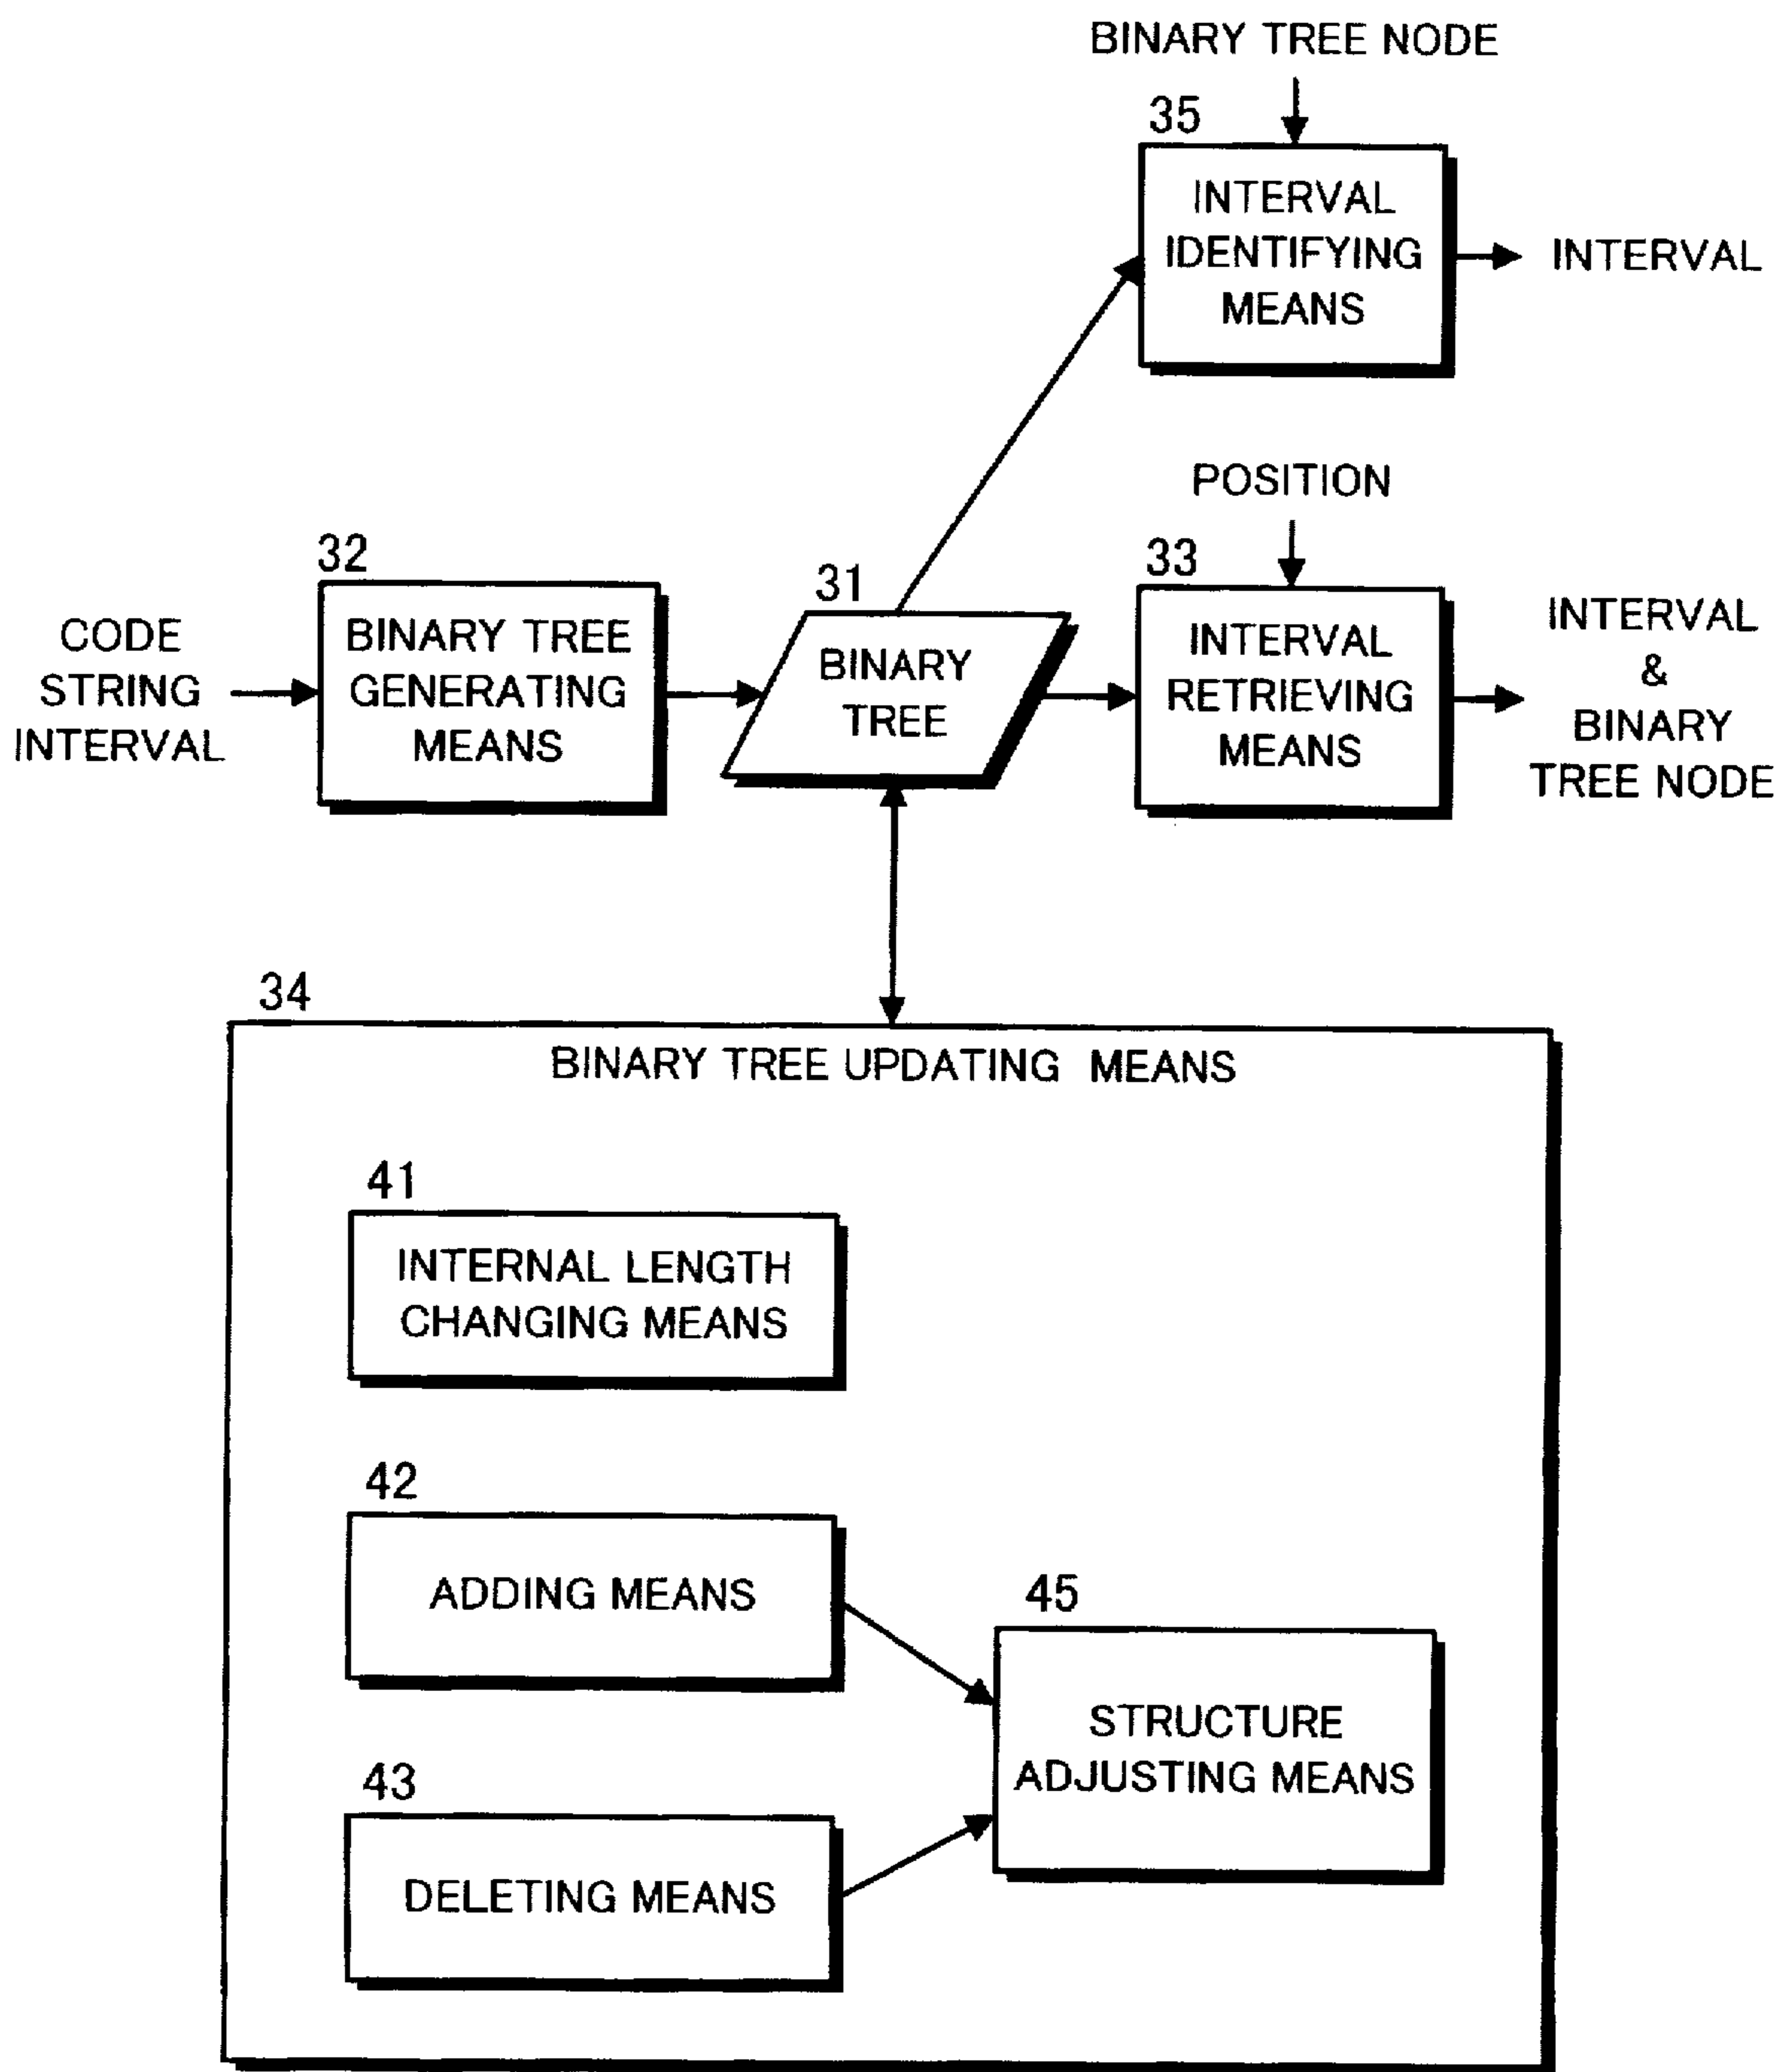 BINARY TREE NODE
35
INTERVAL
IDENTIFYING
MEANS
INTERVAL
POSITION
32
CODE
STRING
INTERVAL
BINARY TREE
GENERATING
MEANS
31
BINARY
TREE
33
INTERVAL
RETRIEVING
MEANS
INTERVAL
&
BINARY
TREE NODE
34
BINARY TREE UPDATING MEANS
41
INTERNAL LENGTH
CHANGING MEANS
42
ADDING MEANS
45
STRUCTURE
ADJUSTING MEANS
43
DELETING MEANS